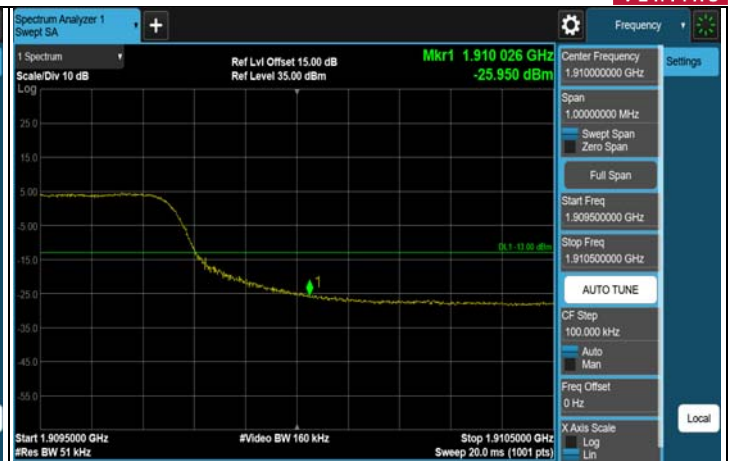 Spectrum Analyzer 1
Swept SA
+
Frequency
1 Spectrum
Scale/Div 10 dB
Log
Ref Lvl Offset 15.00 dB
Ref Level 35.00 dBm
Mkr1 1.910 026 GHz
-25.950 dBm
25.0
15.0
5.00
-5.00
-15.0
-25.0
-35.0
-45.0
-55.0
DL1 -13.00 dBm
1
Start 1.9095000 GHz
#Res BW 51 kHz
#Video BW 160 kHz
Stop 1.9105000 GHz
Sweep 20.0 ms (1001 pts)
Center Frequency
1.910000000 GHz
Settings
Span
1.00000000 MHz
Swept Span
Zero Span
Full Span
Start Freq
1.909500000 GHz
Stop Freq
1.910500000 GHz
AUTO TUNE
CF Step
100.000 kHz
Auto
Man
Freq Offset
0 Hz
X Axis Scale
Log
Lin
Local